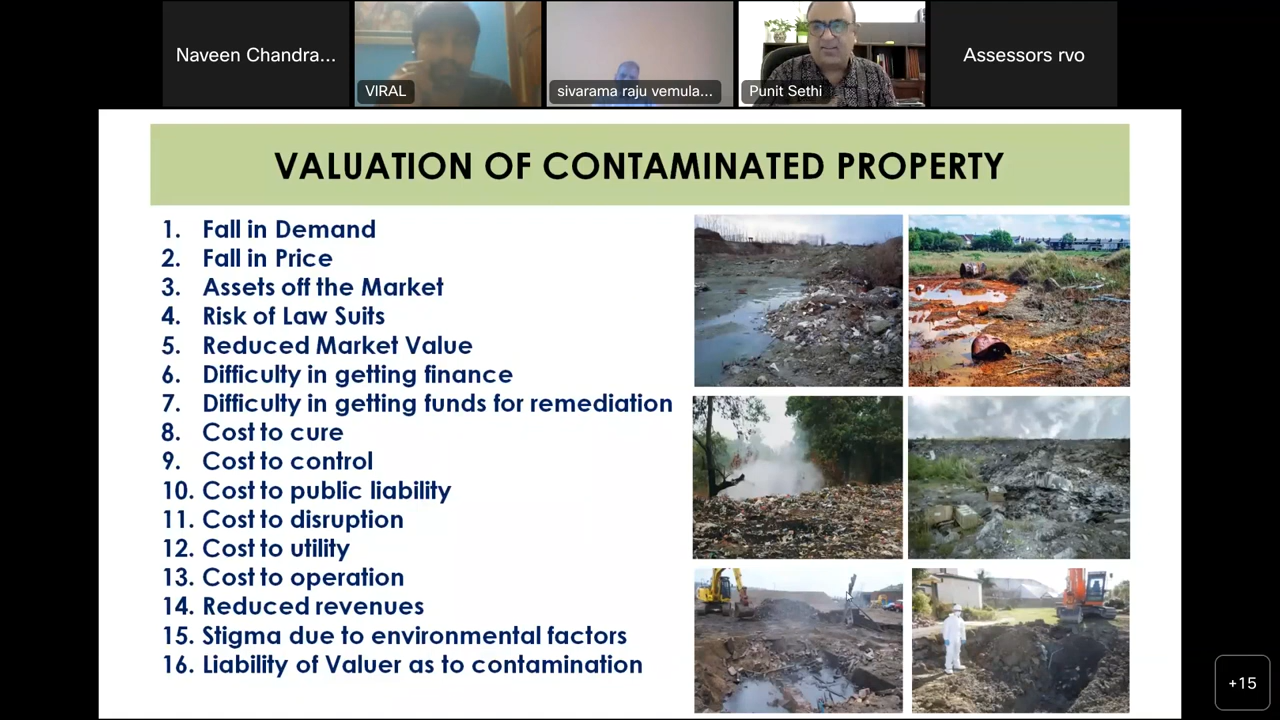 Naveen Chandra...
VIRAL
sivarama raju vemula...
Punit Sethi
Assessors rvo
VALUATION OF CONTAMINATED PROPERTY
1. Fall in Demand
2. Fall in Price
3. Assets off the Market
4. Risk of Law Suits
5. Reduced Market Value
6. Difficulty in getting finance
7. Difficulty in getting funds for remediation
8. Cost to cure
9. Cost to control
10. Cost to public liability
11. Cost to disruption
12. Cost to utility
13. Cost to operation
14. Reduced revenues
15. Stigma due to environmental factors
16. Liability of Valuer as to contamination
+15